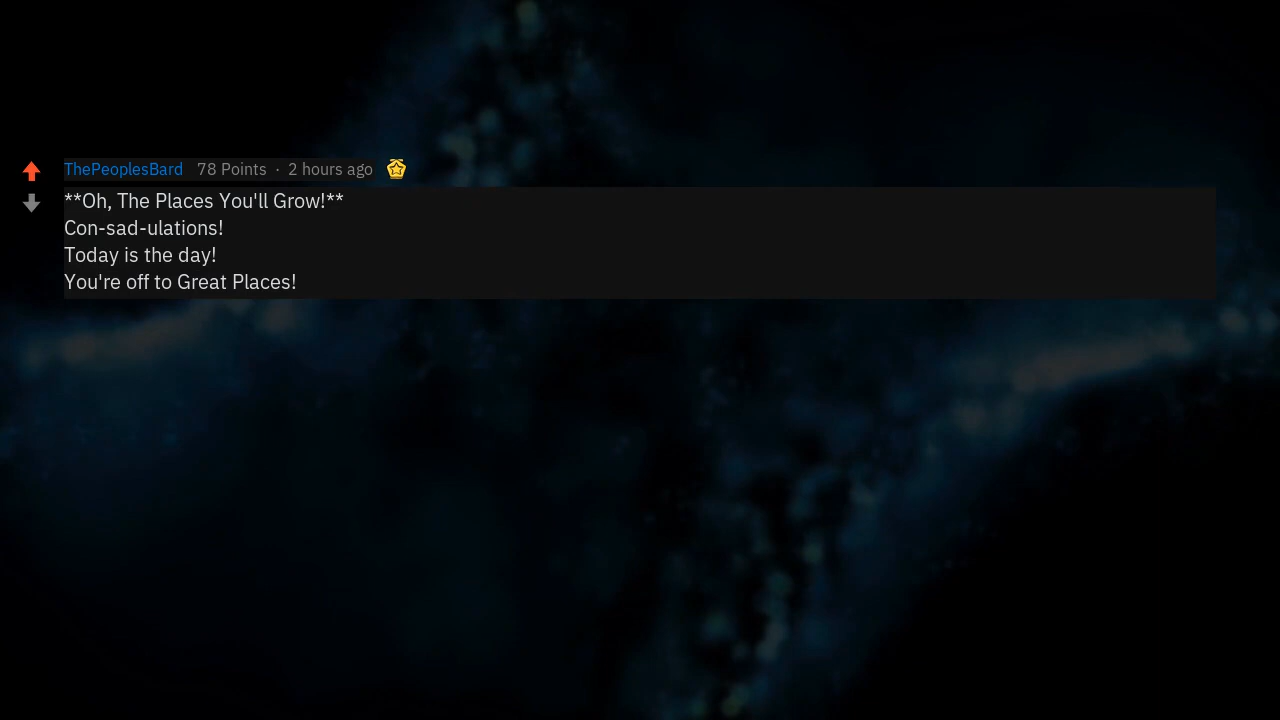 ThePeoplesBard 78 Points · 2 hours ago
**Oh, The Places You'll Grow!**
Con-sad-ulations!
Today is the day!
You're off to Great Places!